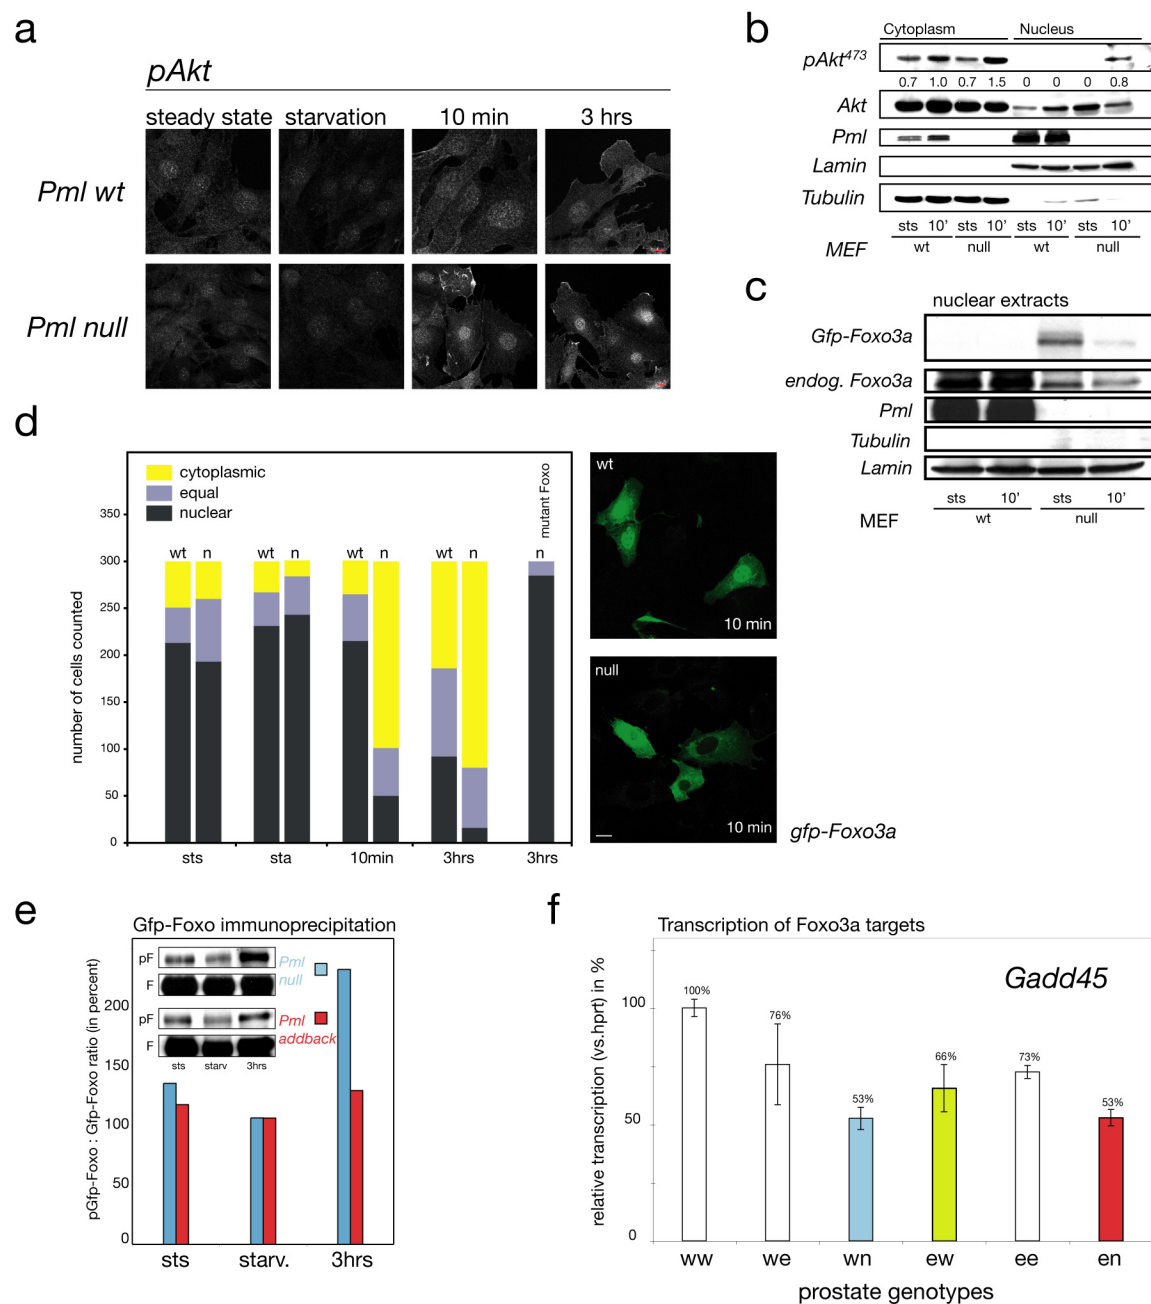 a
pAkt
steady state starvation 10 min 3 hrs
Pml wt
Pml null
b
Cytoplasm Nucleus
pAkt473
0.7 1.0 0.7 1.5 0 0 0 0.8
Akt
Pml
Lamin
Tubulin
sts 10' sts 10' sts 10' sts 10'
MEF wt null wt null
c
nuclear extracts
Gfp-Foxo3a
endog. Foxo3a
Pml
Tubulin
Lamin
sts 10' sts 10'
MEF wt null
d
cytoplasmic
equal
nuclear
mutant Foxo
number of cells counted
350
300
250
200
150
100
50
0
wt n wt n wt n wt n n
sts sta 10min 3hrs 3hrs
wt
10 min
null
10 min
gfp-Foxo3a
e
Gfp-Foxo immunoprecipitation
pF
F
Pml
null
pF
F
Pml
addback
sts starv 3hrs
pGfp-Foxo : Gfp-Foxo ratio (in percent)
200
150
100
50
0
sts starv. 3hrs
f
Transcription of Foxo3a targets
Gadd45
relative transcription (vs.hprt) in %
100
50
0
100% 76% 53% 66% 73% 53%
ww we wn ew ee en
prostate genotypes